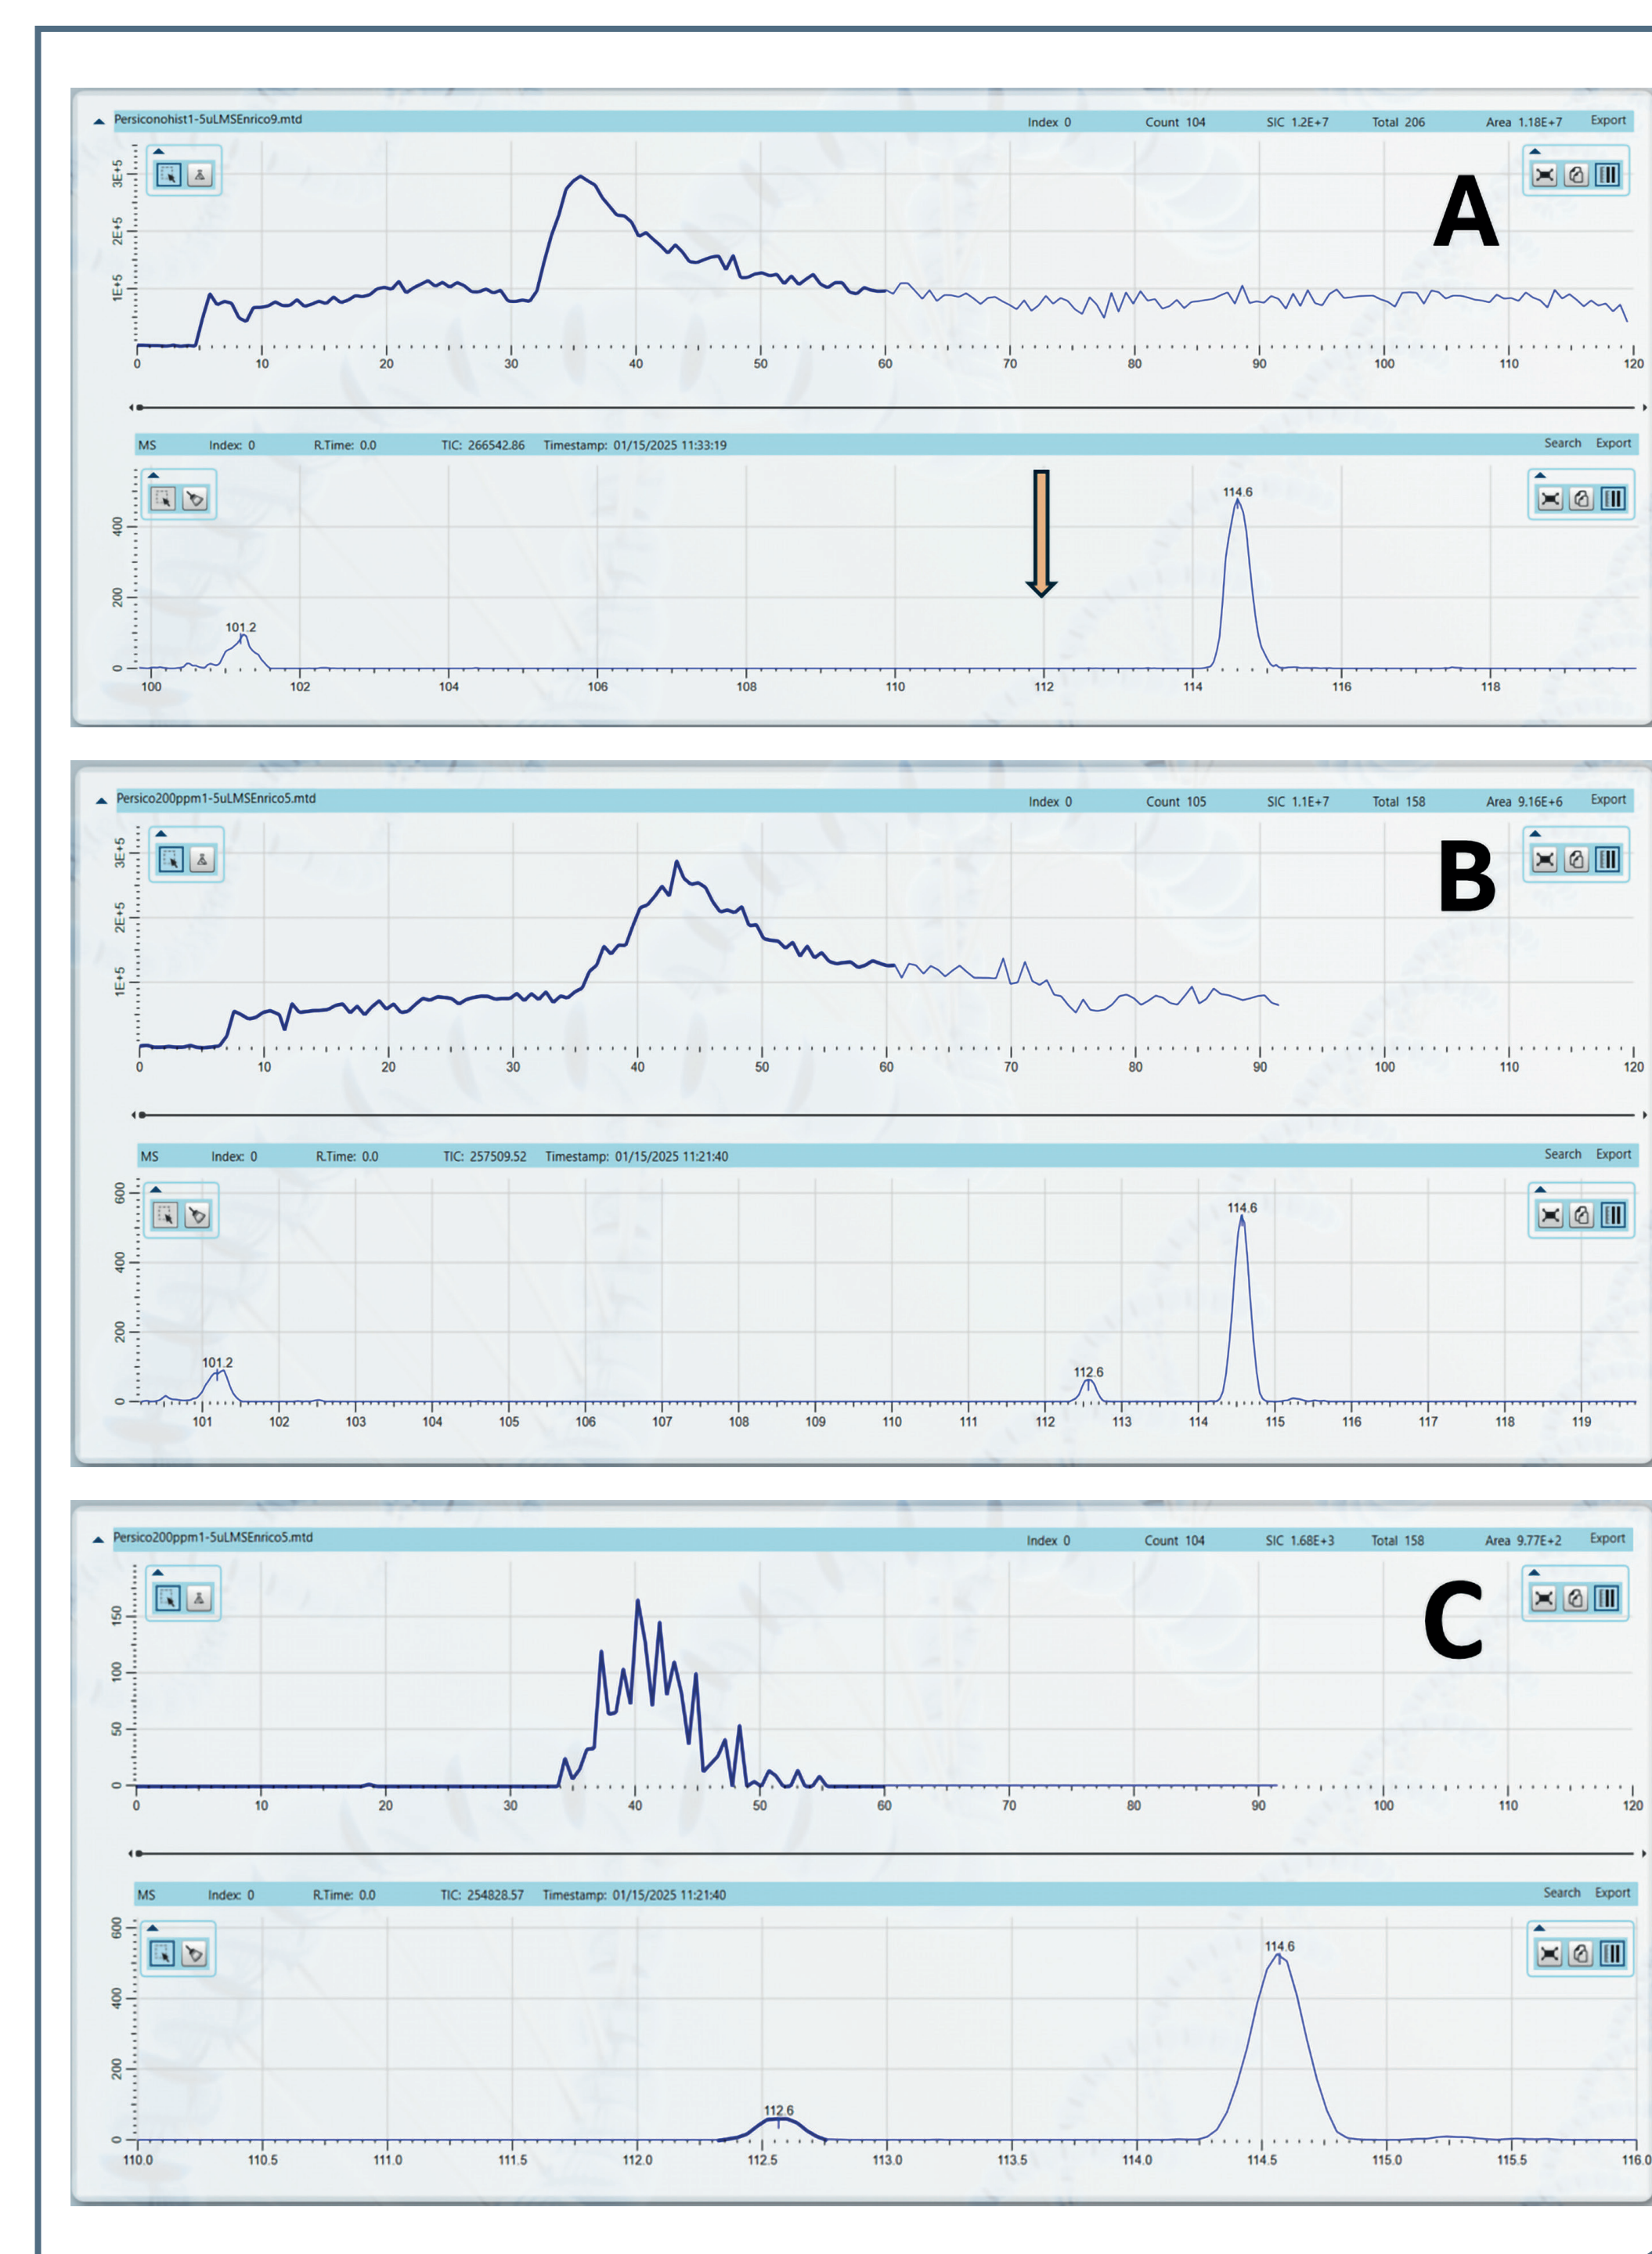 Persiconohist1-5uLMSEnrico9.mtd Index 0 Count 104 SIC 1.2E+7 Total 206 Area 1.18E+7 Export
A
3E+5
2E+5
1E+5
0 10 20 30 40 50 60 70 80 90 100 110 120
MS Index: 0 R.Time: 0.0 TIC: 266542.86 Timestamp: 01/15/2025 11:33:19 Search Export
114.6
400
200
101.2
0
100 102 104 106 108 110 112 114 116 118
Persico200ppm1-5uLMSEnrico5.mtd Index 0 Count 105 SIC 1.1E+7 Total 158 Area 9.16E+6 Export
B
3E+5
2E+5
1E+5
0 10 20 30 40 50 60 70 80 90 100 110 120
MS Index: 0 R.Time: 0.0 TIC: 257509.52 Timestamp: 01/15/2025 11:21:40 Search Export
600
114.6
400
200
101.2 112.6
0
101 102 103 104 105 106 107 108 109 110 111 112 113 114 115 116 117 118 119
Persico200ppm1-5uLMSEnrico5.mtd Index 0 Count 104 SIC 1.68E+3 Total 158 Area 9.77E+2 Export
C
150
100
50
0
0 10 20 30 40 50 60 70 80 90 100 110 120
MS Index: 0 R.Time: 0.0 TIC: 254828.57 Timestamp: 01/15/2025 11:21:40 Search Export
600
114.6
400
200
112.6
0
110.0 110.5 111.0 111.5 112.0 112.5 113.0 113.5 114.0 114.5 115.0 115.5 116.0